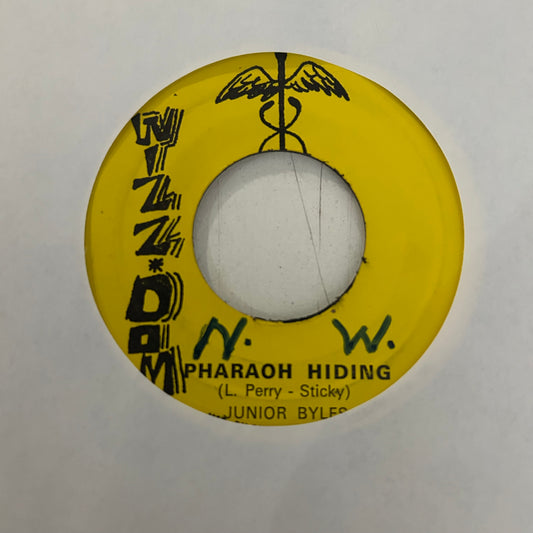 WIZZ*DOM
N. W.
PHARAOH HIDING
(L. Perry - Sticky)
JUNIOR BYLES